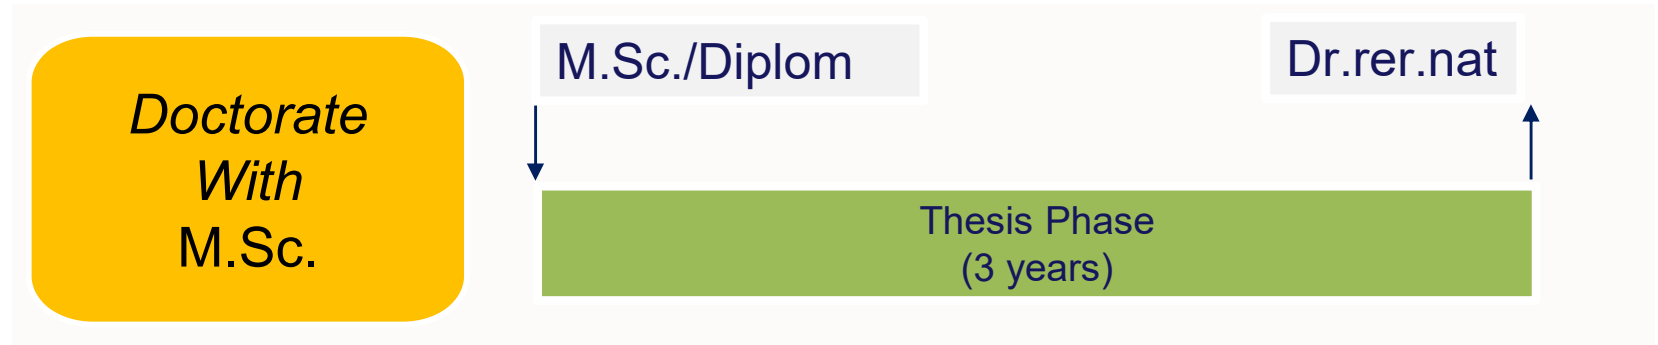 Doctorate
With
M.Sc.
M.Sc./Diplom
Dr.rer.nat
Thesis Phase
(3 years)